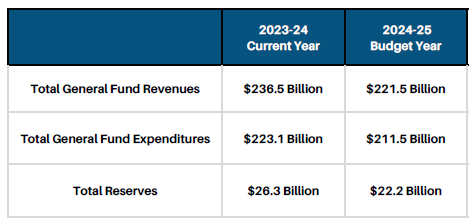 2023-24 2024-25
Current Year Budget Year
Total General Fund Revenues $236.5 Billion $221.5 Billion
Total General Fund Expenditures $223.1 Billion $211.5 Billion
Total Reserves $26.3 Billion $22.2 Billion